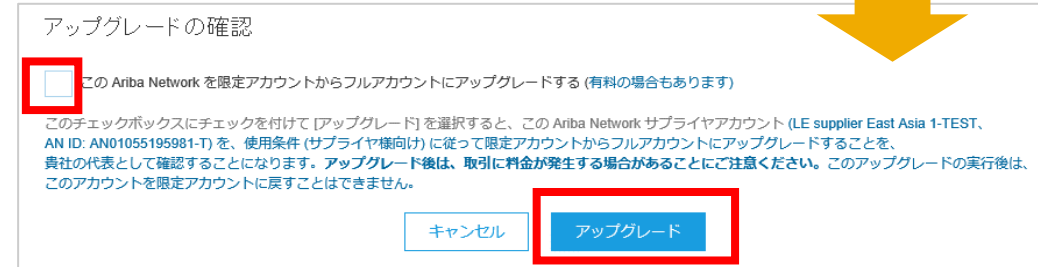 アップグレードの確認
この Ariba Network を限定アカウントからフルアカウントにアップグレードする (有料の場合もあります)
このチェックボックスにチェックを付けて [アップグレード] を選択すると、この Ariba Network サプライヤアカウント (LE supplier East Asia 1-TEST、
AN ID: AN01055195981-T) を、使用条件 (サプライヤ様向け) に従って限定アカウントからフルアカウントにアップグレードすることを、
貴社の代表として確認することになります。アップグレード後は、取引に料金が発生する場合があることにご注意ください。このアップグレードの実行後は、
このアカウントを限定アカウントに戻すことはできません。
キャンセル
アップグレード